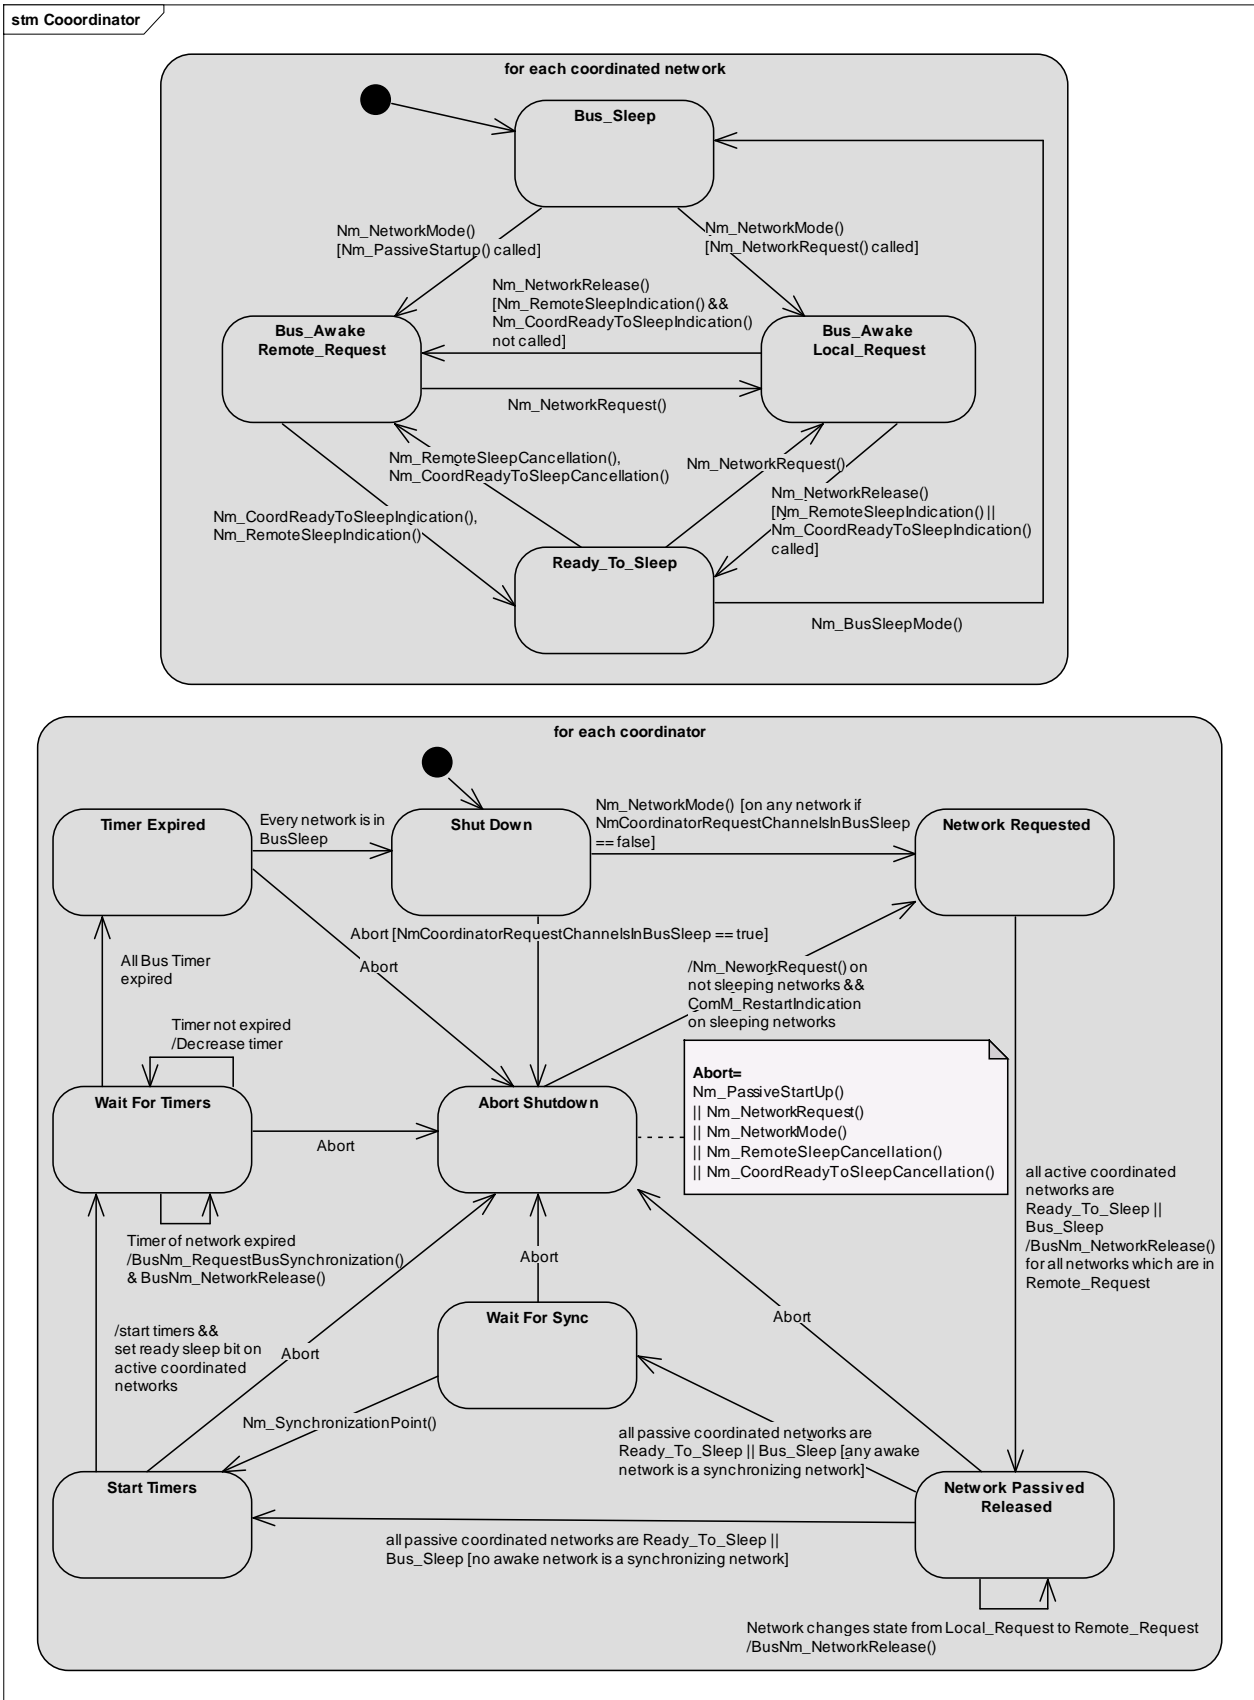 stm Cooordinator
for each coordinated network
Bus_Sleep
Nm_NetworkMode()
[Nm_PassiveStartup() called]
Nm_NetworkMode()
[Nm_NetworkRequest() called]
Nm_NetworkRelease()
[Nm_RemoteSleepIndication() &&
Nm_CoordReadyToSleepIndication()
not called]
Bus_Awake
Remote_Request
Bus_Awake
Local_Request
Nm_NetworkRequest()
Nm_RemoteSleepCancellation(),
Nm_CoordReadyToSleepCancellation()
Nm_NetworkRequest()
Nm_CoordReadyToSleepIndication(),
Nm_RemoteSleepIndication()
Nm_NetworkRelease()
[Nm_RemoteSleepIndication() ||
Nm_CoordReadyToSleepIndication()
called]
Ready_To_Sleep
Nm_BusSleepMode()
for each coordinator
Timer Expired
Every network is in
BusSleep
Shut Down
Nm_NetworkMode() [on any network if
NmCoordinatorRequestChannelsInBusSleep
== false]
Network Requested
Abort [NmCoordinatorRequestChannelsInBusSleep == true]
Abort
All Bus Timer
expired
/Nm_NeworkRequest() on
not sleeping networks &&
ComM_RestartIndication
on sleeping networks
Timer not expired
/Decrease timer
Wait For Timers
Abort
Abort Shutdown
Abort=
Nm_PassiveStartUp()
|| Nm_NetworkRequest()
|| Nm_NetworkMode()
|| Nm_RemoteSleepCancellation()
|| Nm_CoordReadyToSleepCancellation()
all active coordinated
networks are
Ready_To_Sleep ||
Bus_Sleep
/BusNm_NetworkRelease()
for all networks which are in
Remote_Request
Timer of network expired
/BusNm_RequestBusSynchronization()
& BusNm_NetworkRelease()
Abort
Wait For Sync
Abort
/start timers &&
set ready sleep bit on
active coordinated
networks
Abort
Nm_SynchronizationPoint()
all passive coordinated networks are
Ready_To_Sleep || Bus_Sleep [any awake
network is a synchronizing network]
Start Timers
Network Passived
Released
all passive coordinated networks are Ready_To_Sleep ||
Bus_Sleep [no awake network is a synchronizing network]
Network changes state from Local_Request to Remote_Request
/BusNm_NetworkRelease()